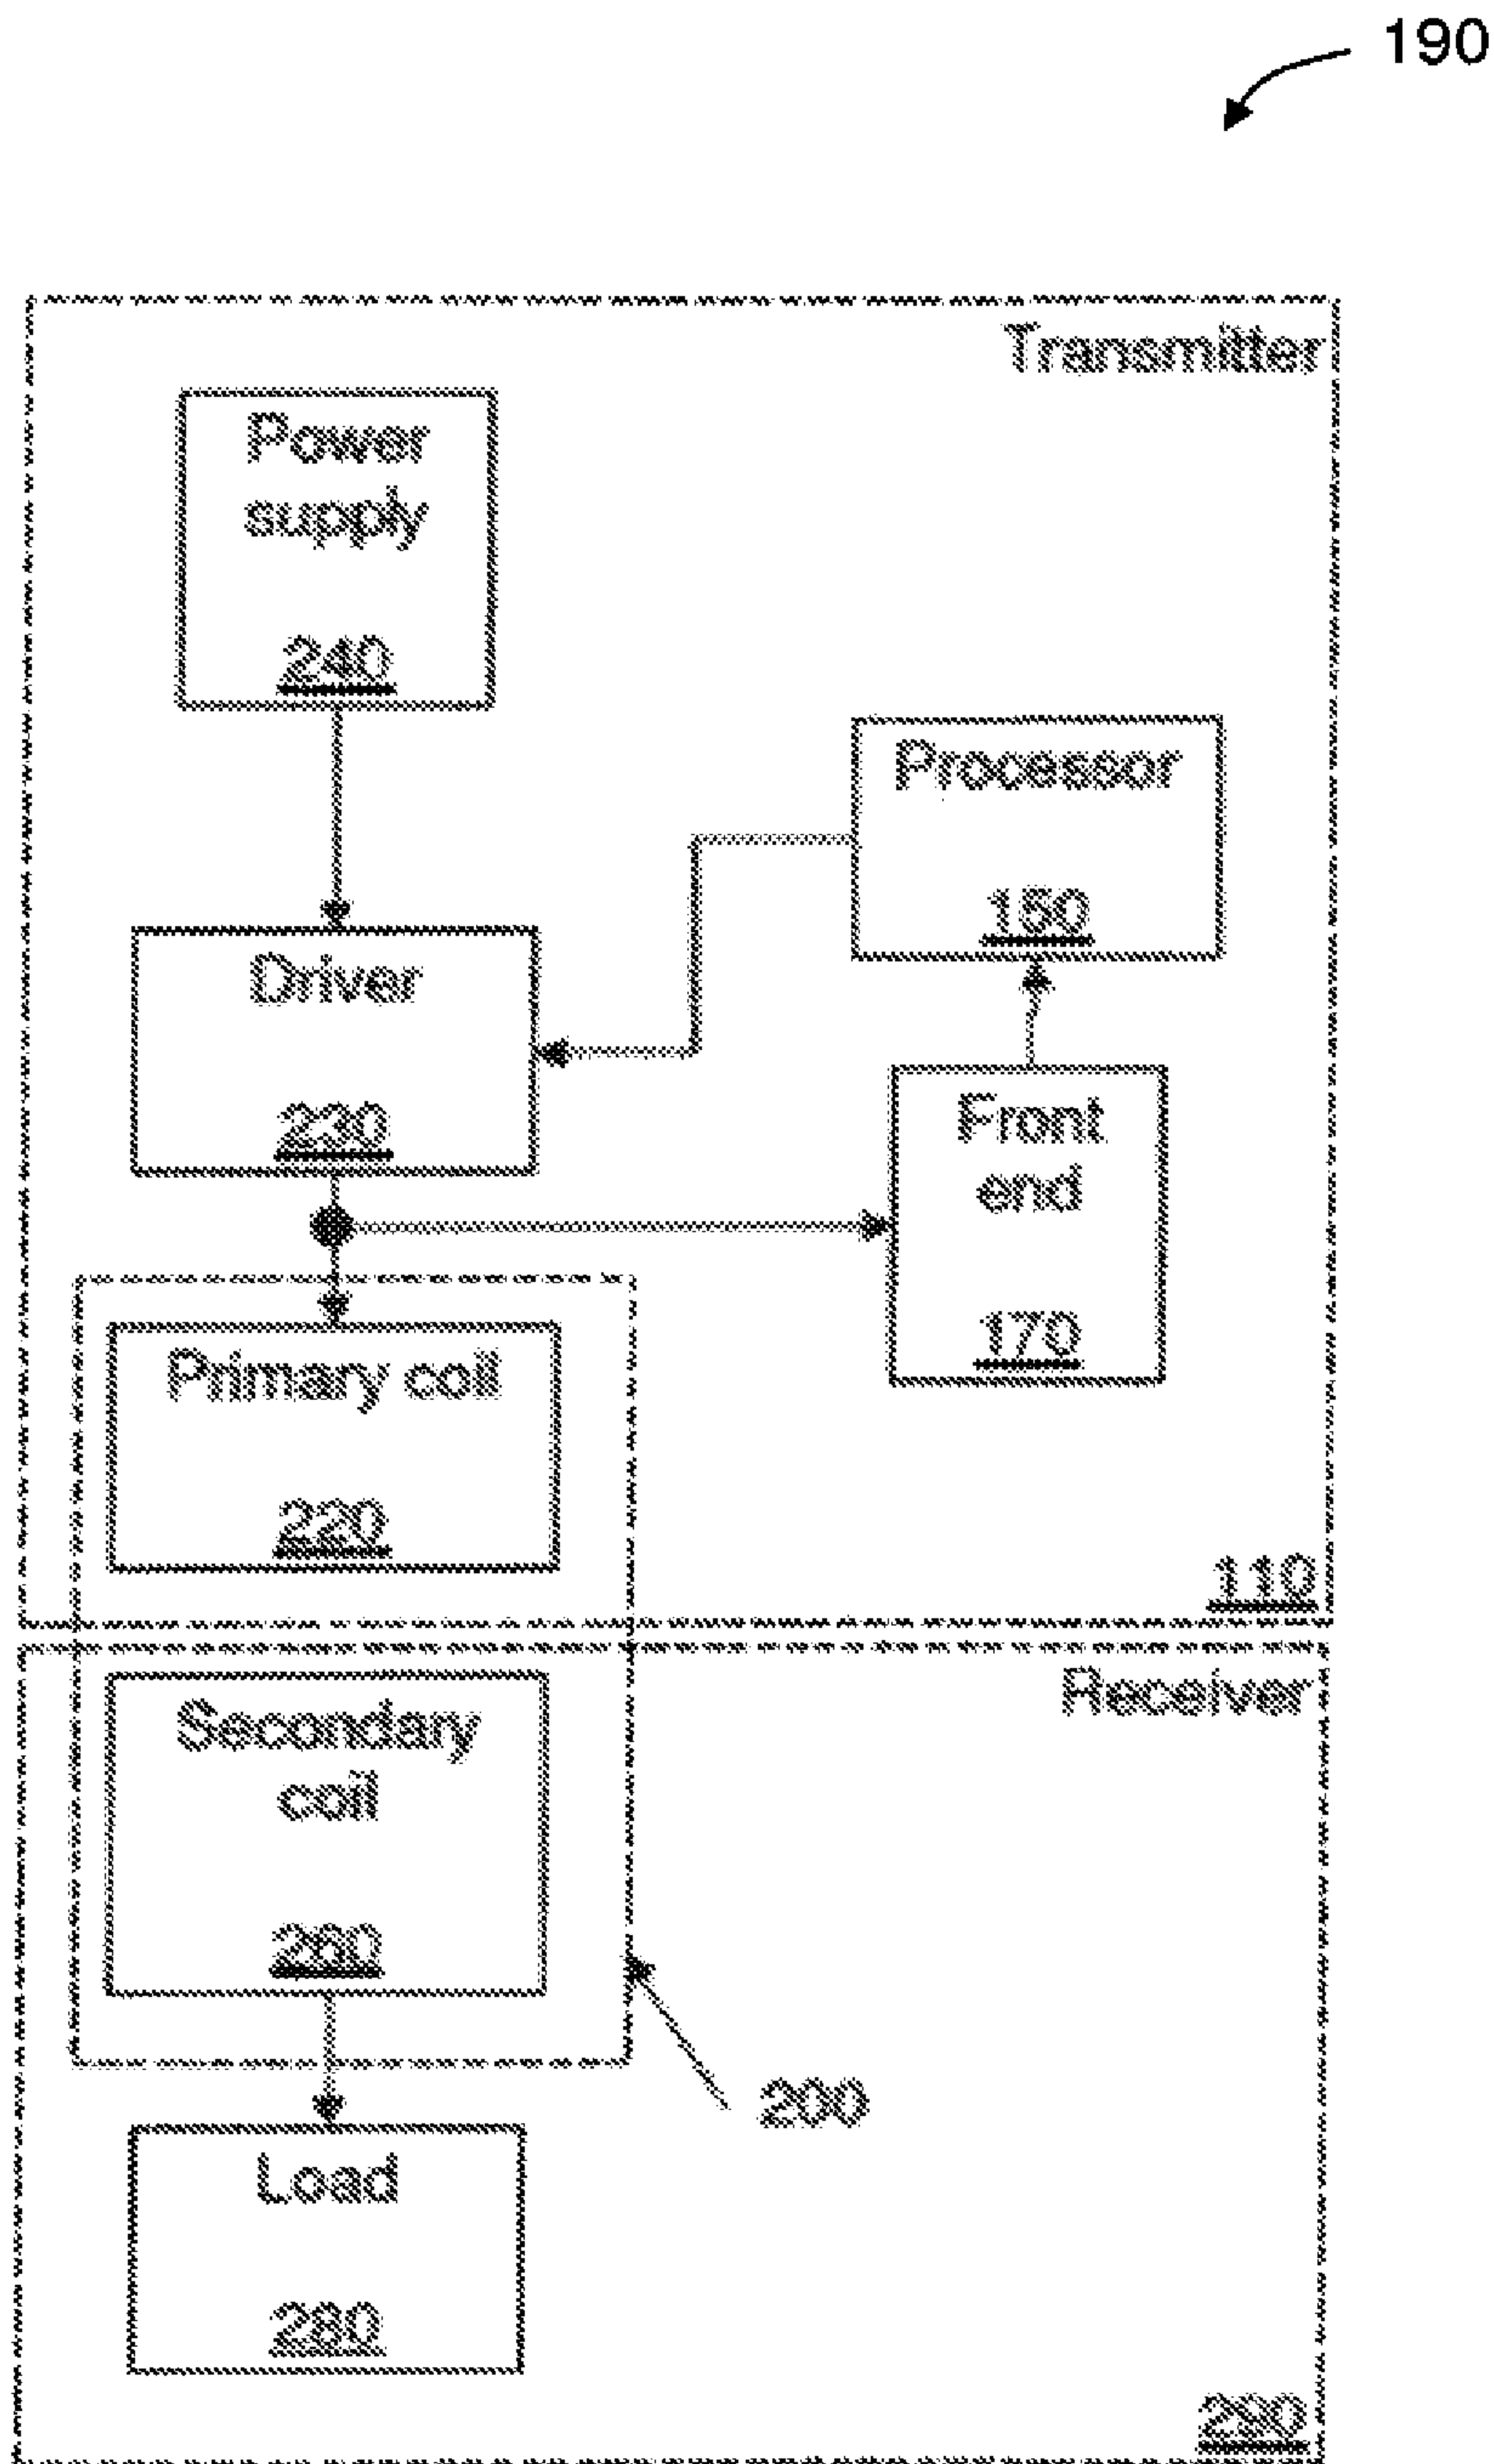 190
Transmitter
Power
supply
240
Processor
150
Driver
230
Front
end
170
Primary coil
220
110
Receiver
Secondary
coil
260
200
Load
280
290